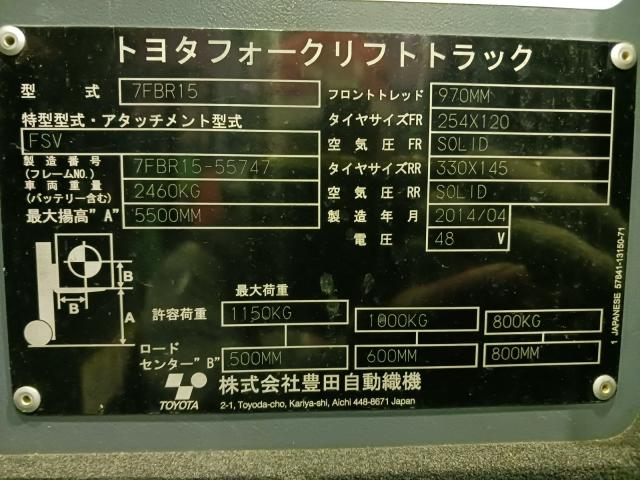 トヨタフォークリフトトラック
型式 7FBR15
特型型式・アタッチメント型式
FSV
製造番号
(フレームNO.) 7FBR15-55747
車両重量
(バッテリー含む) 2460KG
最大揚高"A" 5500MM
フロントトレッド 970MM
タイヤサイズFR 254X120
空気圧FR SOLID
タイヤサイズRR 330X145
空気圧RR SOLID
製造年月 2014/04
電圧 48 V
B
B
A
最大荷重
許容荷重 1150KG 1000KG 800KG
ロード
センター"B" 500MM 600MM 800MM
TOYOTA
株式会社豊田自動織機
2-1, Toyoda-cho, Kariya-shi, Aichi 448-8671 Japan
1 JAPANESE 57641-13150-71